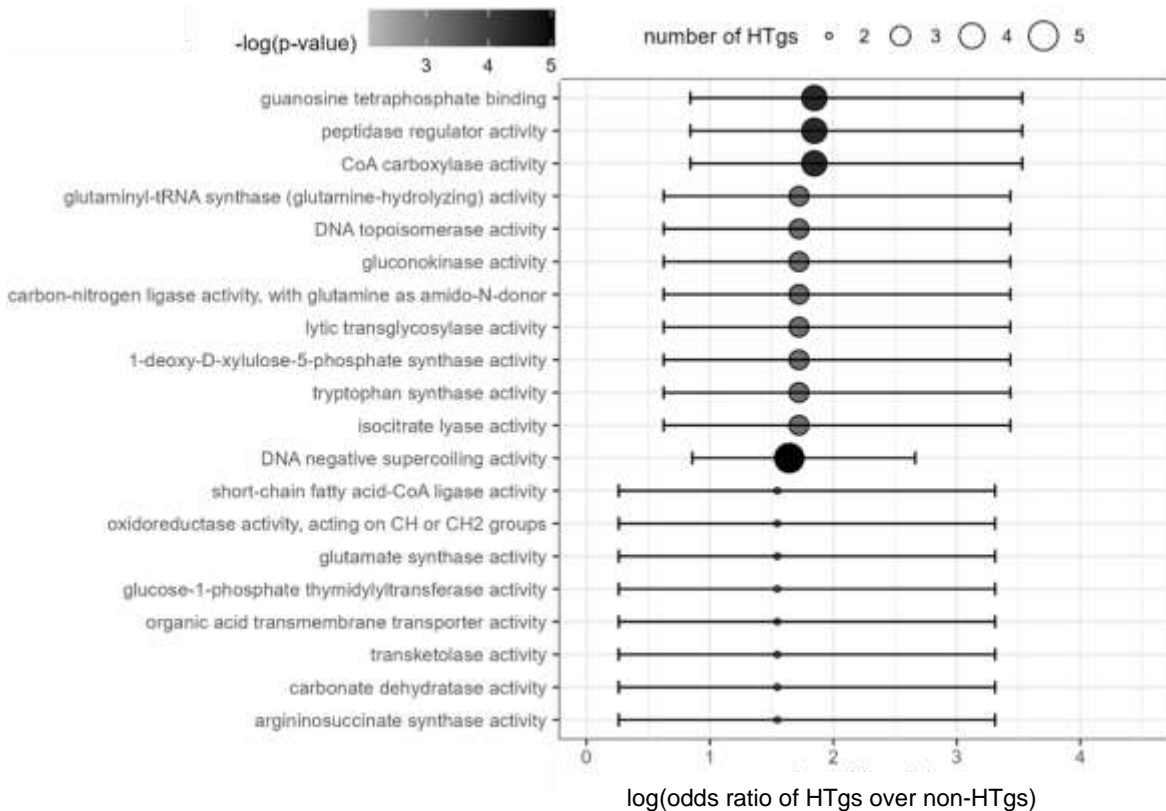 -log(p-value)
3 4 5
number of HTgs 2 3 4 5
guanosine tetraphosphate binding
peptidase regulator activity
CoA carboxylase activity
glutaminyl-tRNA synthase (glutamine-hydrolyzing) activity
DNA topoisomerase activity
gluconokinase activity
carbon-nitrogen ligase activity, with glutamine as amido-N-donor
lytic transglycosylase activity
1-deoxy-D-xylulose-5-phosphate synthase activity
tryptophan synthase activity
isocitrate lyase activity
DNA negative supercoiling activity
short-chain fatty acid-CoA ligase activity
oxidoreductase activity, acting on CH or CH2 groups
glutamate synthase activity
glucose-1-phosphate thymidylyltransferase activity
organic acid transmembrane transporter activity
transketolase activity
carbonate dehydratase activity
argininosuccinate synthase activity
0 1 2 3 4
log(odds ratio of HTgs over non-HTgs)